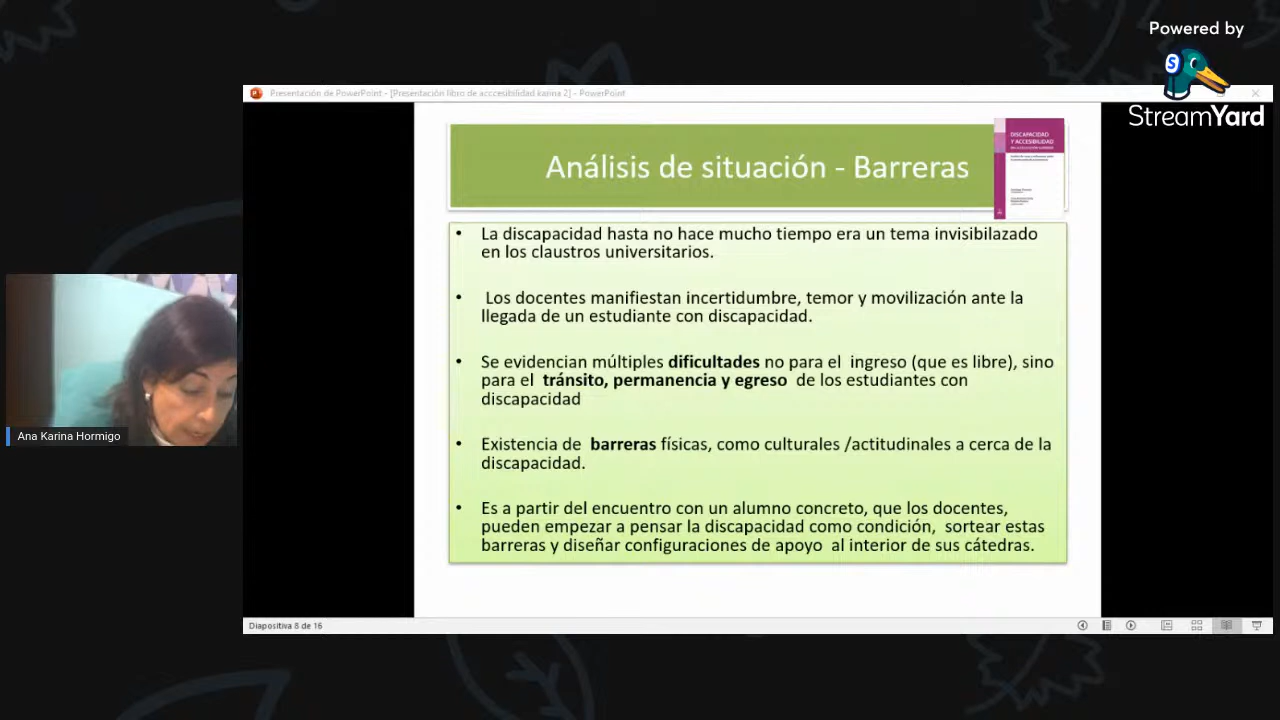 Powered by
StreamYard
Presentación de PowerPoint - [Presentación libro de acccesibilidad karina 2] - PowerPoint
Análisis de situación - Barreras
DISCAPACIDAD
Y ACCESIBILIDAD
• La discapacidad hasta no hace mucho tiempo era un tema invisibilazado
en los claustros universitarios.
• Los docentes manifiestan incertidumbre, temor y movilización ante la
llegada de un estudiante con discapacidad.
• Se evidencian múltiples dificultades no para el ingreso (que es libre), sino
para el tránsito, permanencia y egreso de los estudiantes con
discapacidad
• Existencia de barreras físicas, como culturales /actitudinales a cerca de la
discapacidad.
• Es a partir del encuentro con un alumno concreto, que los docentes,
pueden empezar a pensar la discapacidad como condición, sortear estas
barreras y diseñar configuraciones de apoyo al interior de sus cátedras.
Ana Karina Hormigo
Diapositiva 8 de 16